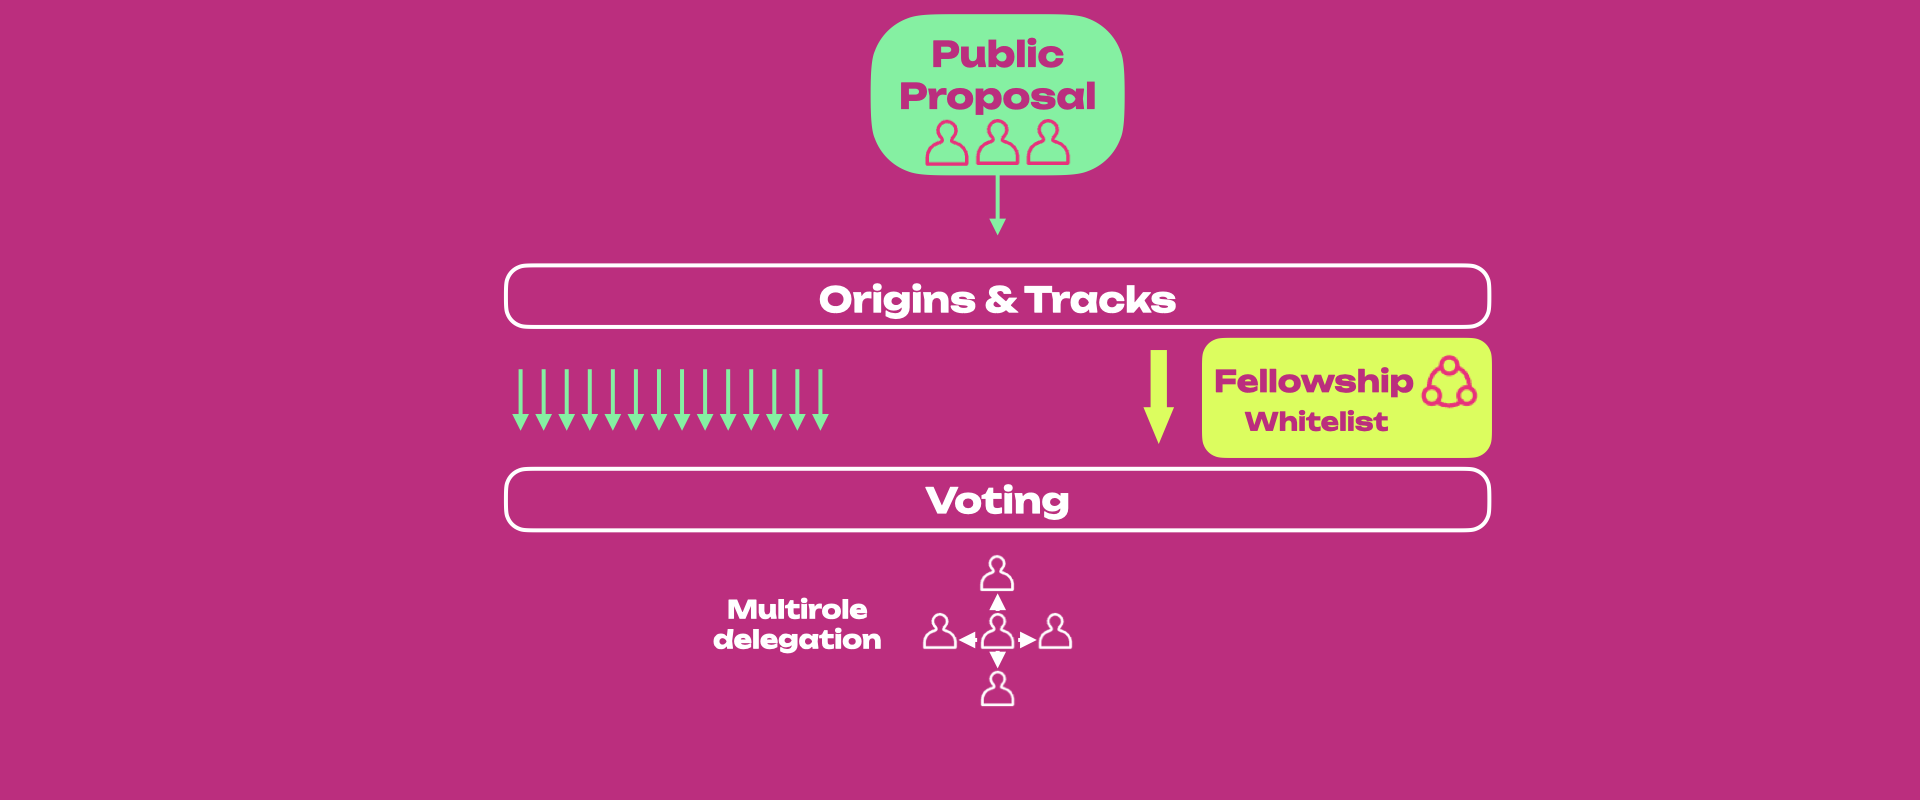 Public
Proposal
Origins & Tracks
Fellowship
Whitelist
Voting
Multirole
delegation